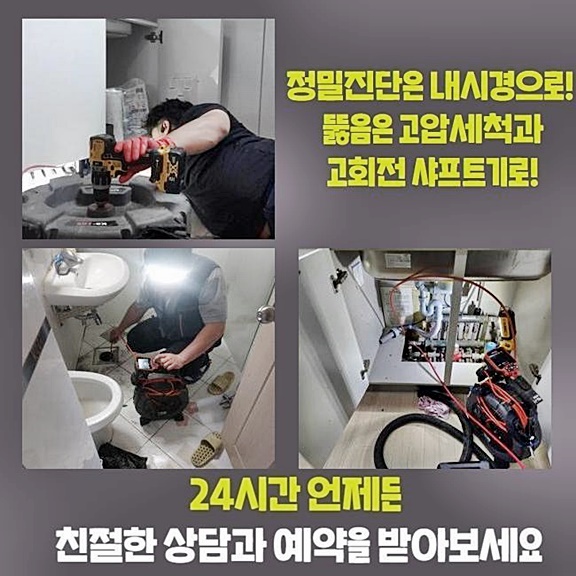 정밀진단은 내시경으로!
뚫음은 고압세척과
고회전 샤프트기로!
24시간 언제든
친절한 상담과 예약을 받아보세요